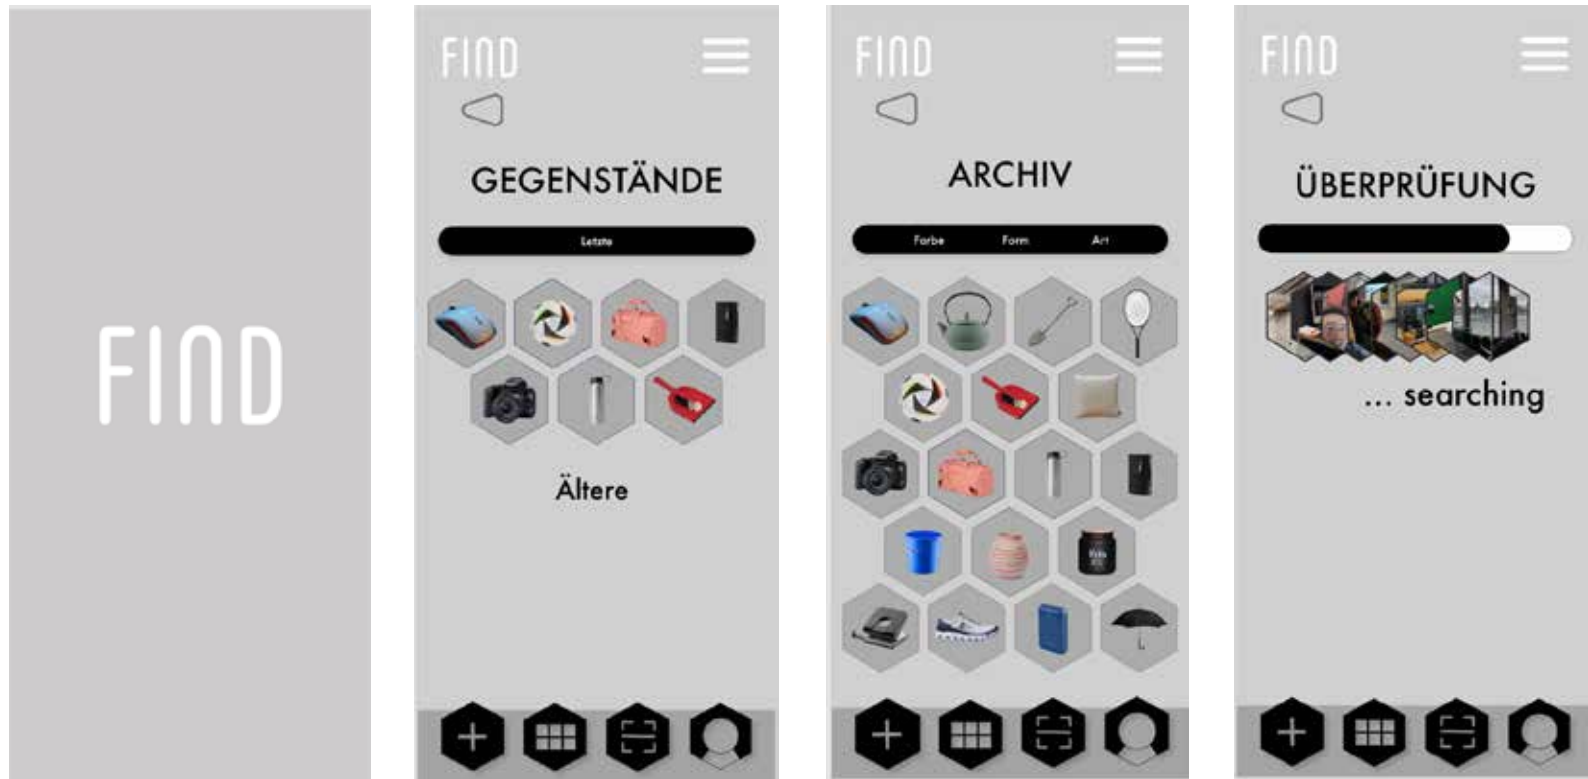 FIND
FIND
GEGENSTÄNDE
Letzte
Ältere
FIND
ARCHIV
Farbe Form Art
FIND
ÜBERPRÜFUNG
... searching